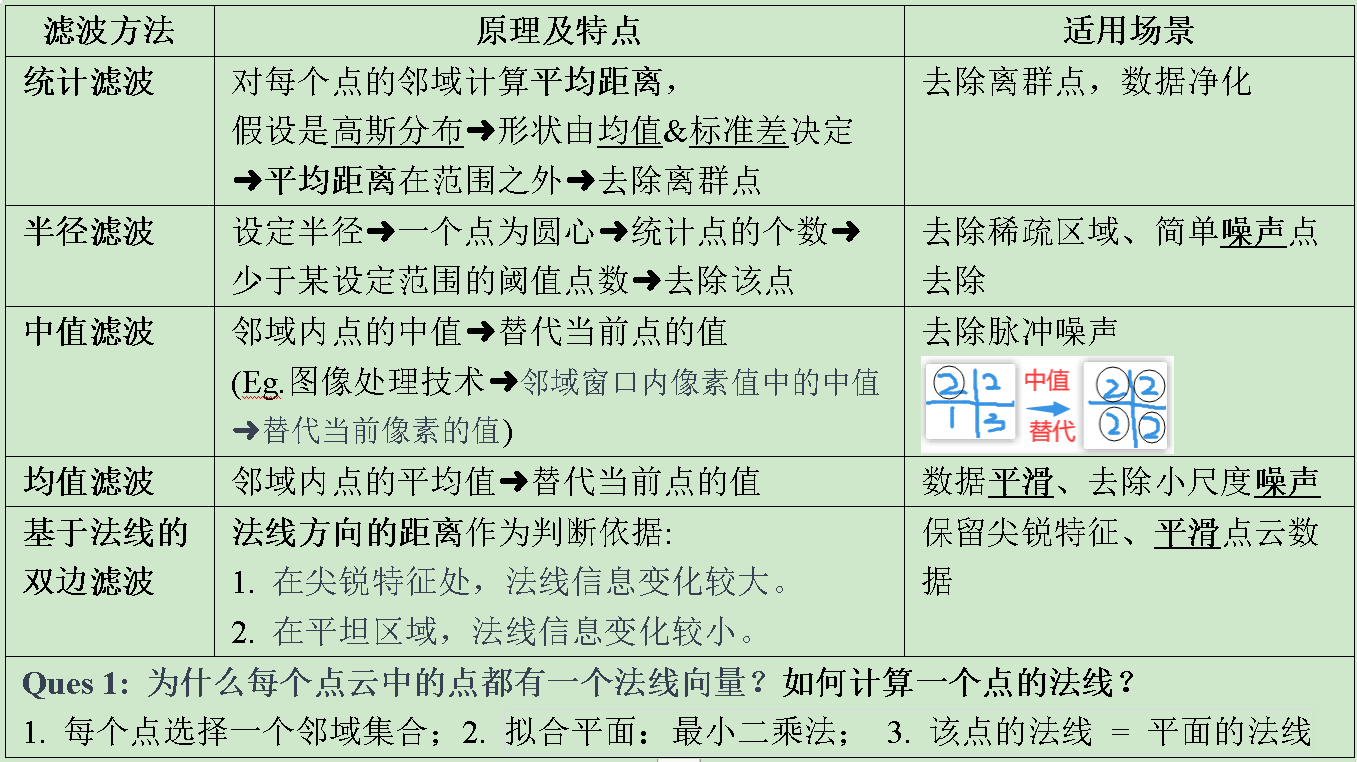 滤波方法 原理及特点 适用场景
统计滤波 对每个点的邻域计算平均距离， 去除离群点，数据净化
假设是高斯分布➜形状由均值&标准差决定
➜平均距离在范围之外➜去除离群点
半径滤波 设定半径➜一个点为圆心➜统计点的个数➜ 去除稀疏区域、简单噪声点
少于某设定范围的阈值点数➜去除该点 去除
中值滤波 邻域内点的中值➜替代当前点的值 去除脉冲噪声
(Eg.图像处理技术➜邻域窗口内像素值中的中值
➜替代当前像素的值)
2 2 中值 2 2
1 3 替代 2 2
均值滤波 邻域内点的平均值➜替代当前点的值 数据平滑、去除小尺度噪声
基于法线的 法线方向的距离作为判断依据: 保留尖锐特征、平滑点云数
双边滤波 1. 在尖锐特征处，法线信息变化较大。 据
2. 在平坦区域，法线信息变化较小。
Ques 1: 为什么每个点云中的点都有一个法线向量？如何计算一个点的法线？
1. 每个点选择一个邻域集合；2. 拟合平面：最小二乘法； 3. 该点的法线 = 平面的法线